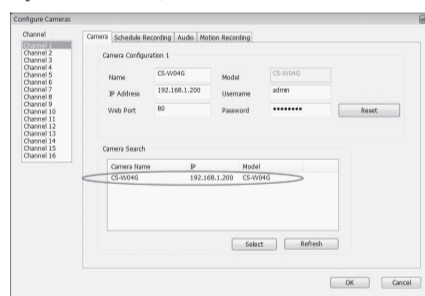 Configure Cameras
Channel
Channel 1
Channel 2
Channel 3
Channel 4
Channel 5
Channel 6
Channel 7
Channel 8
Channel 9
Channel 10
Channel 11
Channel 12
Channel 13
Channel 14
Channel 15
Channel 16
Camera Schedule Recording Audio Motion Recording
Camera Configuration 1
Name CS-W04G Model CS-W04G
IP Address 192.168.1.200 Username admin
Web Port 80 Password •••••••• Reset
Camera Search
Camera Name IP Model
CS-W04G 192.168.1.200 CS-W04G
Select Refresh
OK Cancel